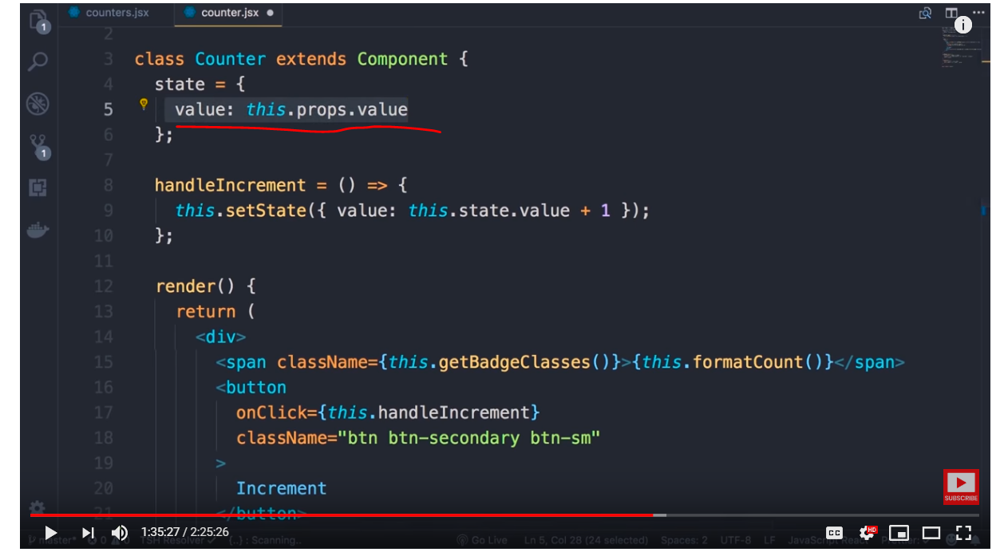 counters.jsx counter.jsx
1
2
3 class Counter extends Component {
4 state = {
5 value: this.props.value
6 };
7
8 handleIncrement = () => {
9 this.setState({ value: this.state.value + 1 });
10 };
11
12 render() {
13 return (
14 <div>
15 <span className={this.getBadgeClasses()}>{this.formatCount()}</span>
16 <button
17 onClick={this.handleIncrement}
18 className="btn btn-secondary btn-sm"
19 >
20 Increment
21 </button>
1
SUBSCRIBE
1:35:27 / 2:25:26 CC HD
master* 0 0 TSH Resolver {..} : Scanning.. Go Live Ln 5, Col 28 (24 selected) Spaces: 2 UTF-8 LF JavaScript React